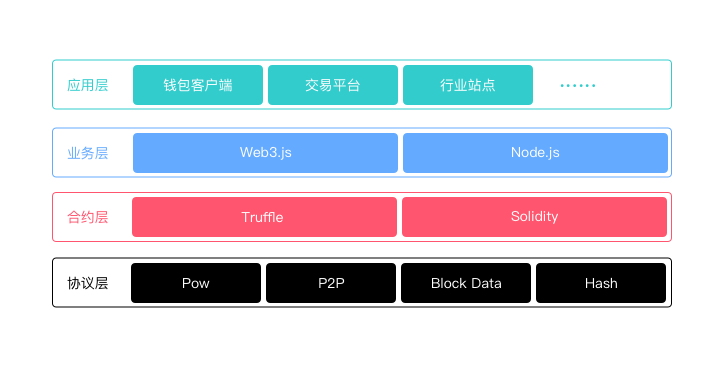 应用层 钱包客户端 交易平台 行业站点 ······
业务层 Web3.js Node.js
合约层 Truffle Solidity
协议层 Pow P2P Block Data Hash